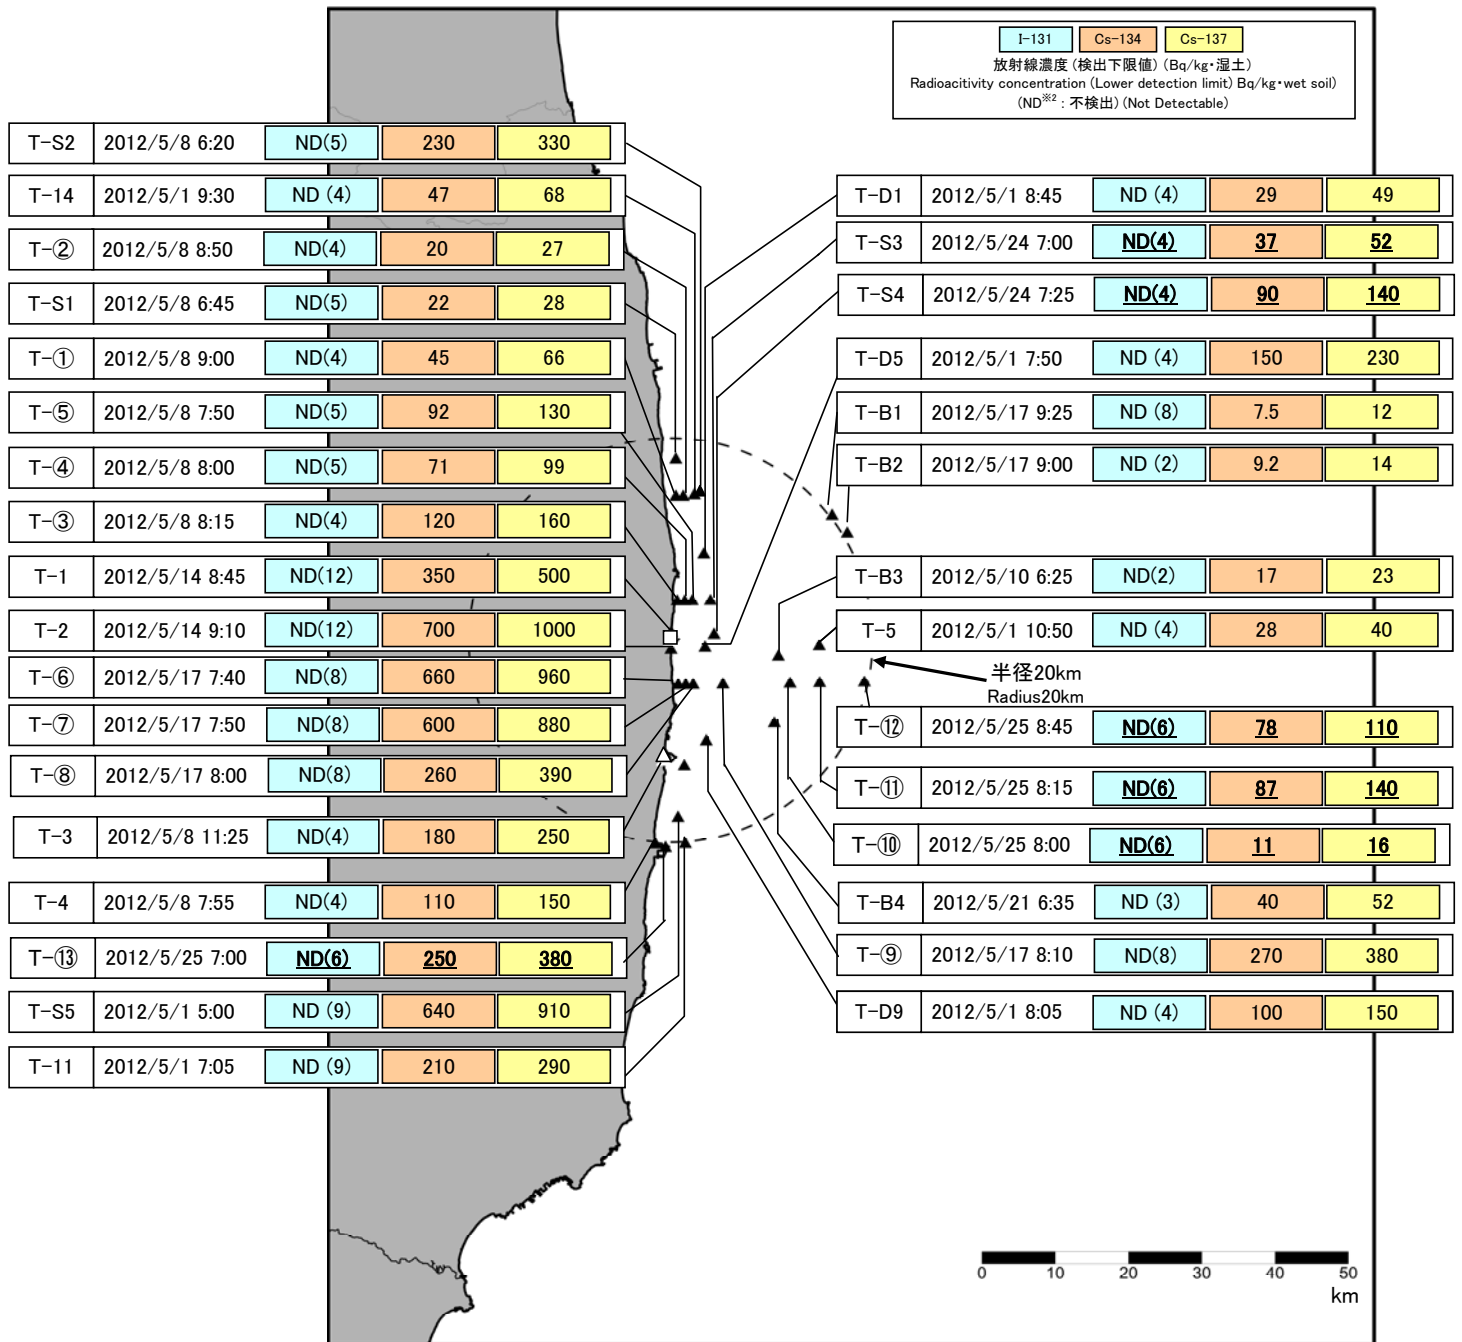 I-131 Cs-134 Cs-137
放射線濃度 (検出下限値) (Bq/kg・湿土)
Radioacitivity concentration (Lower detection limit) Bq/kg・wet soil)
(ND※2 : 不検出) (Not Detectable)
T-S2 2012/5/8 6:20 ND(5) 230 330
T-14 2012/5/1 9:30 ND (4) 47 68
T-② 2012/5/8 8:50 ND(4) 20 27
T-S1 2012/5/8 6:45 ND(5) 22 28
T-① 2012/5/8 9:00 ND(4) 45 66
T-⑤ 2012/5/8 7:50 ND(5) 92 130
T-④ 2012/5/8 8:00 ND(5) 71 99
T-③ 2012/5/8 8:15 ND(4) 120 160
T-1 2012/5/14 8:45 ND(12) 350 500
T-2 2012/5/14 9:10 ND(12) 700 1000
T-⑥ 2012/5/17 7:40 ND(8) 660 960
T-⑦ 2012/5/17 7:50 ND(8) 600 880
T-⑧ 2012/5/17 8:00 ND(8) 260 390
T-3 2012/5/8 11:25 ND(4) 180 250
T-4 2012/5/8 7:55 ND(4) 110 150
T-⑬ 2012/5/25 7:00 ND(6) 250 380
T-S5 2012/5/1 5:00 ND (9) 640 910
T-11 2012/5/1 7:05 ND (9) 210 290
T-D1 2012/5/1 8:45 ND (4) 29 49
T-S3 2012/5/24 7:00 ND(4) 37 52
T-S4 2012/5/24 7:25 ND(4) 90 140
T-D5 2012/5/1 7:50 ND (4) 150 230
T-B1 2012/5/17 9:25 ND (8) 7.5 12
T-B2 2012/5/17 9:00 ND (2) 9.2 14
T-B3 2012/5/10 6:25 ND(2) 17 23
T-5 2012/5/1 10:50 ND (4) 28 40
半径20km
Radius20km
T-⑫ 2012/5/25 8:45 ND(6) 78 110
T-⑪ 2012/5/25 8:15 ND(6) 87 140
T-⑩ 2012/5/25 8:00 ND(6) 11 16
T-B4 2012/5/21 6:35 ND (3) 40 52
T-⑨ 2012/5/17 8:10 ND(8) 270 380
T-D9 2012/5/1 8:05 ND (4) 100 150
0 10 20 30 40 50
km